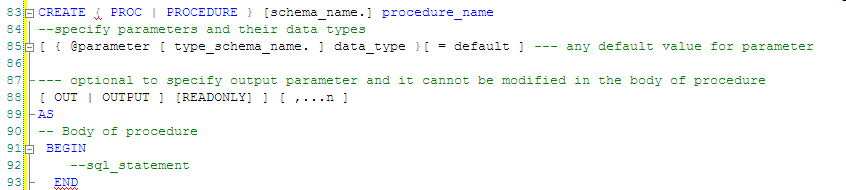 83 CREATE { PROC | PROCEDURE } [schema_name.] procedure_name
84 --specify parameters and their data types
85 [ { @parameter [ type_schema_name. ] data_type }[ = default ] --- any default value for parameter
86
87 ---- optional to specify output parameter and it cannot be modified in the body of procedure
88 [ OUT | OUTPUT ] [READONLY] ] [ ,...n ]
89 AS
90 -- Body of procedure
91 BEGIN
92 --sql_statement
93 END